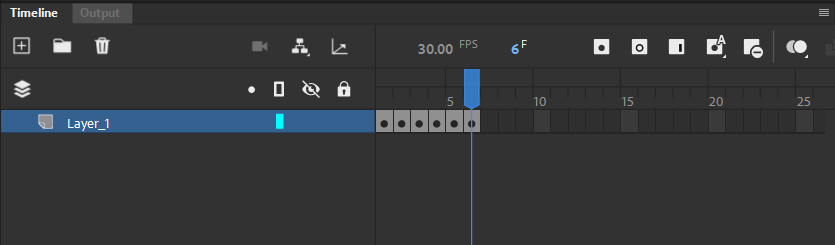 Timeline Output
30.00 FPS 6 F A
5 10 15 20 25
Layer_1